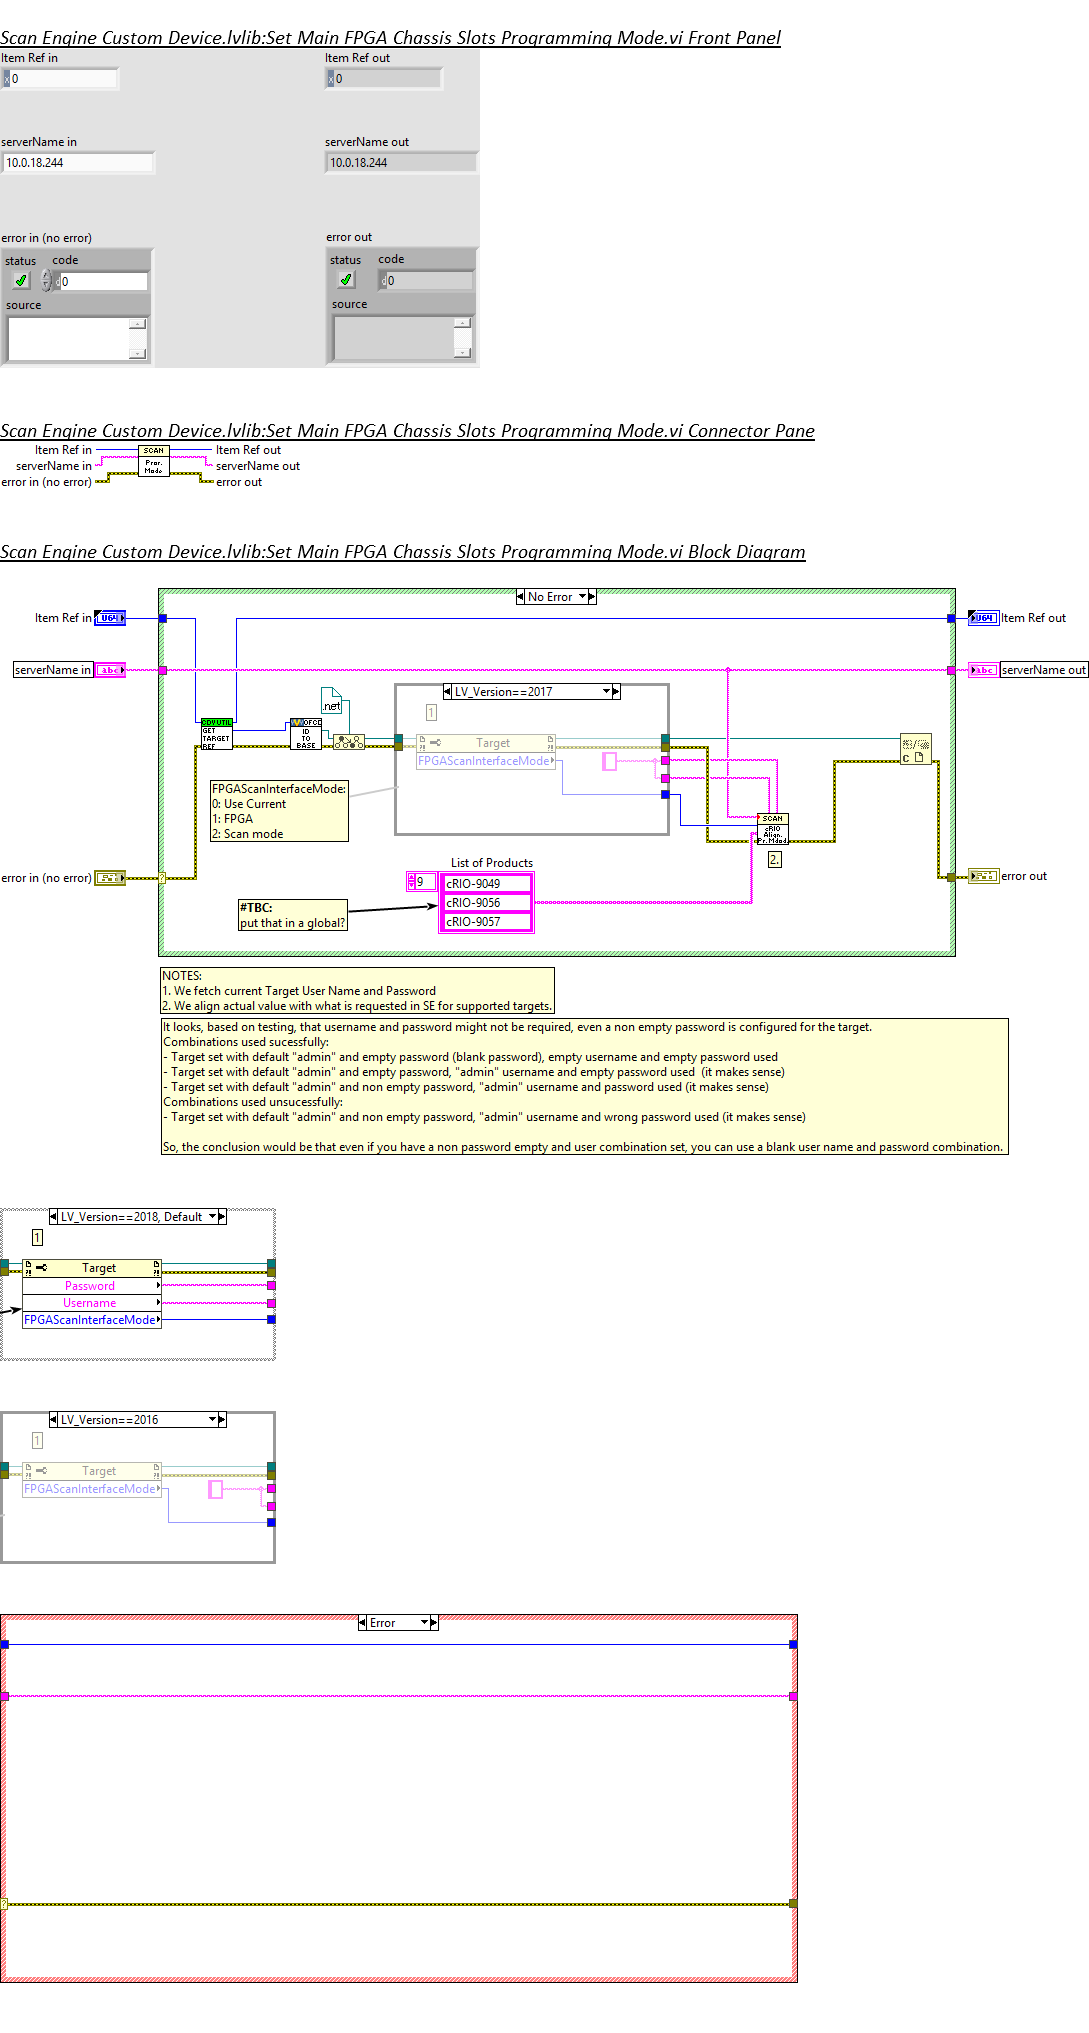 Scan Engine Custom Device.lvlib:Set Main FPGA Chassis Slots Programming Mode.vi Front Panel
Item Ref in
Item Ref out
x 0
x 0
serverName in
serverName out
10.0.18.244
10.0.18.244
error in (no error)
error out
status code
status code
d 0
d 0
source
source
Scan Engine Custom Device.lvlib:Set Main FPGA Chassis Slots Programming Mode.vi Connector Pane
Item Ref in
SCAN
Item Ref out
serverName in
Pror.
serverName out
Mode
error in (no error)
error out
Scan Engine Custom Device.lvlib:Set Main FPGA Chassis Slots Programming Mode.vi Block Diagram
No Error
Item Ref in
U64
U64
Item Ref out
serverName in
abc
abc
serverName out
LV_Version==2017
.net
1
CDV UTIL
GET
TARGET
REF
OFCD
ID
TO
BASE
Target
FPGAScanInterfaceMode
C
FPGAScanInterfaceMode:
0: Use Current
1: FPGA
2: Scan mode
SCAN
cRIO
Align.
Pr. Mdod
2.
List of Products
9
cRIO-9049
cRIO-9056
cRIO-9057
error in (no error)
?
error out
#TBC:
put that in a global?
NOTES:
1. We fetch current Target User Name and Password
2. We align actual value with what is requested in SE for supported targets.
It looks, based on testing, that username and password might not be required, even a non empty password is configured for the target.
Combinations used sucessfully:
- Target set with default "admin" and empty password (blank password), empty username and empty password used
- Target set with default "admin" and empty password, "admin" username and empty password used  (it makes sense)
- Target set with default "admin" and non empty password, "admin" username and password used (it makes sense)
Combinations used unsucessfully:
- Target set with default "admin" and non empty password, "admin" username and wrong password used (it makes sense)
So, the conclusion would be that even if you have a non password empty and user combination set, you can use a blank user name and password combination.
LV_Version==2018, Default
1
Target
Password
Username
FPGAScanInterfaceMode
LV_Version==2016
1
Target
FPGAScanInterfaceMode
Error
?